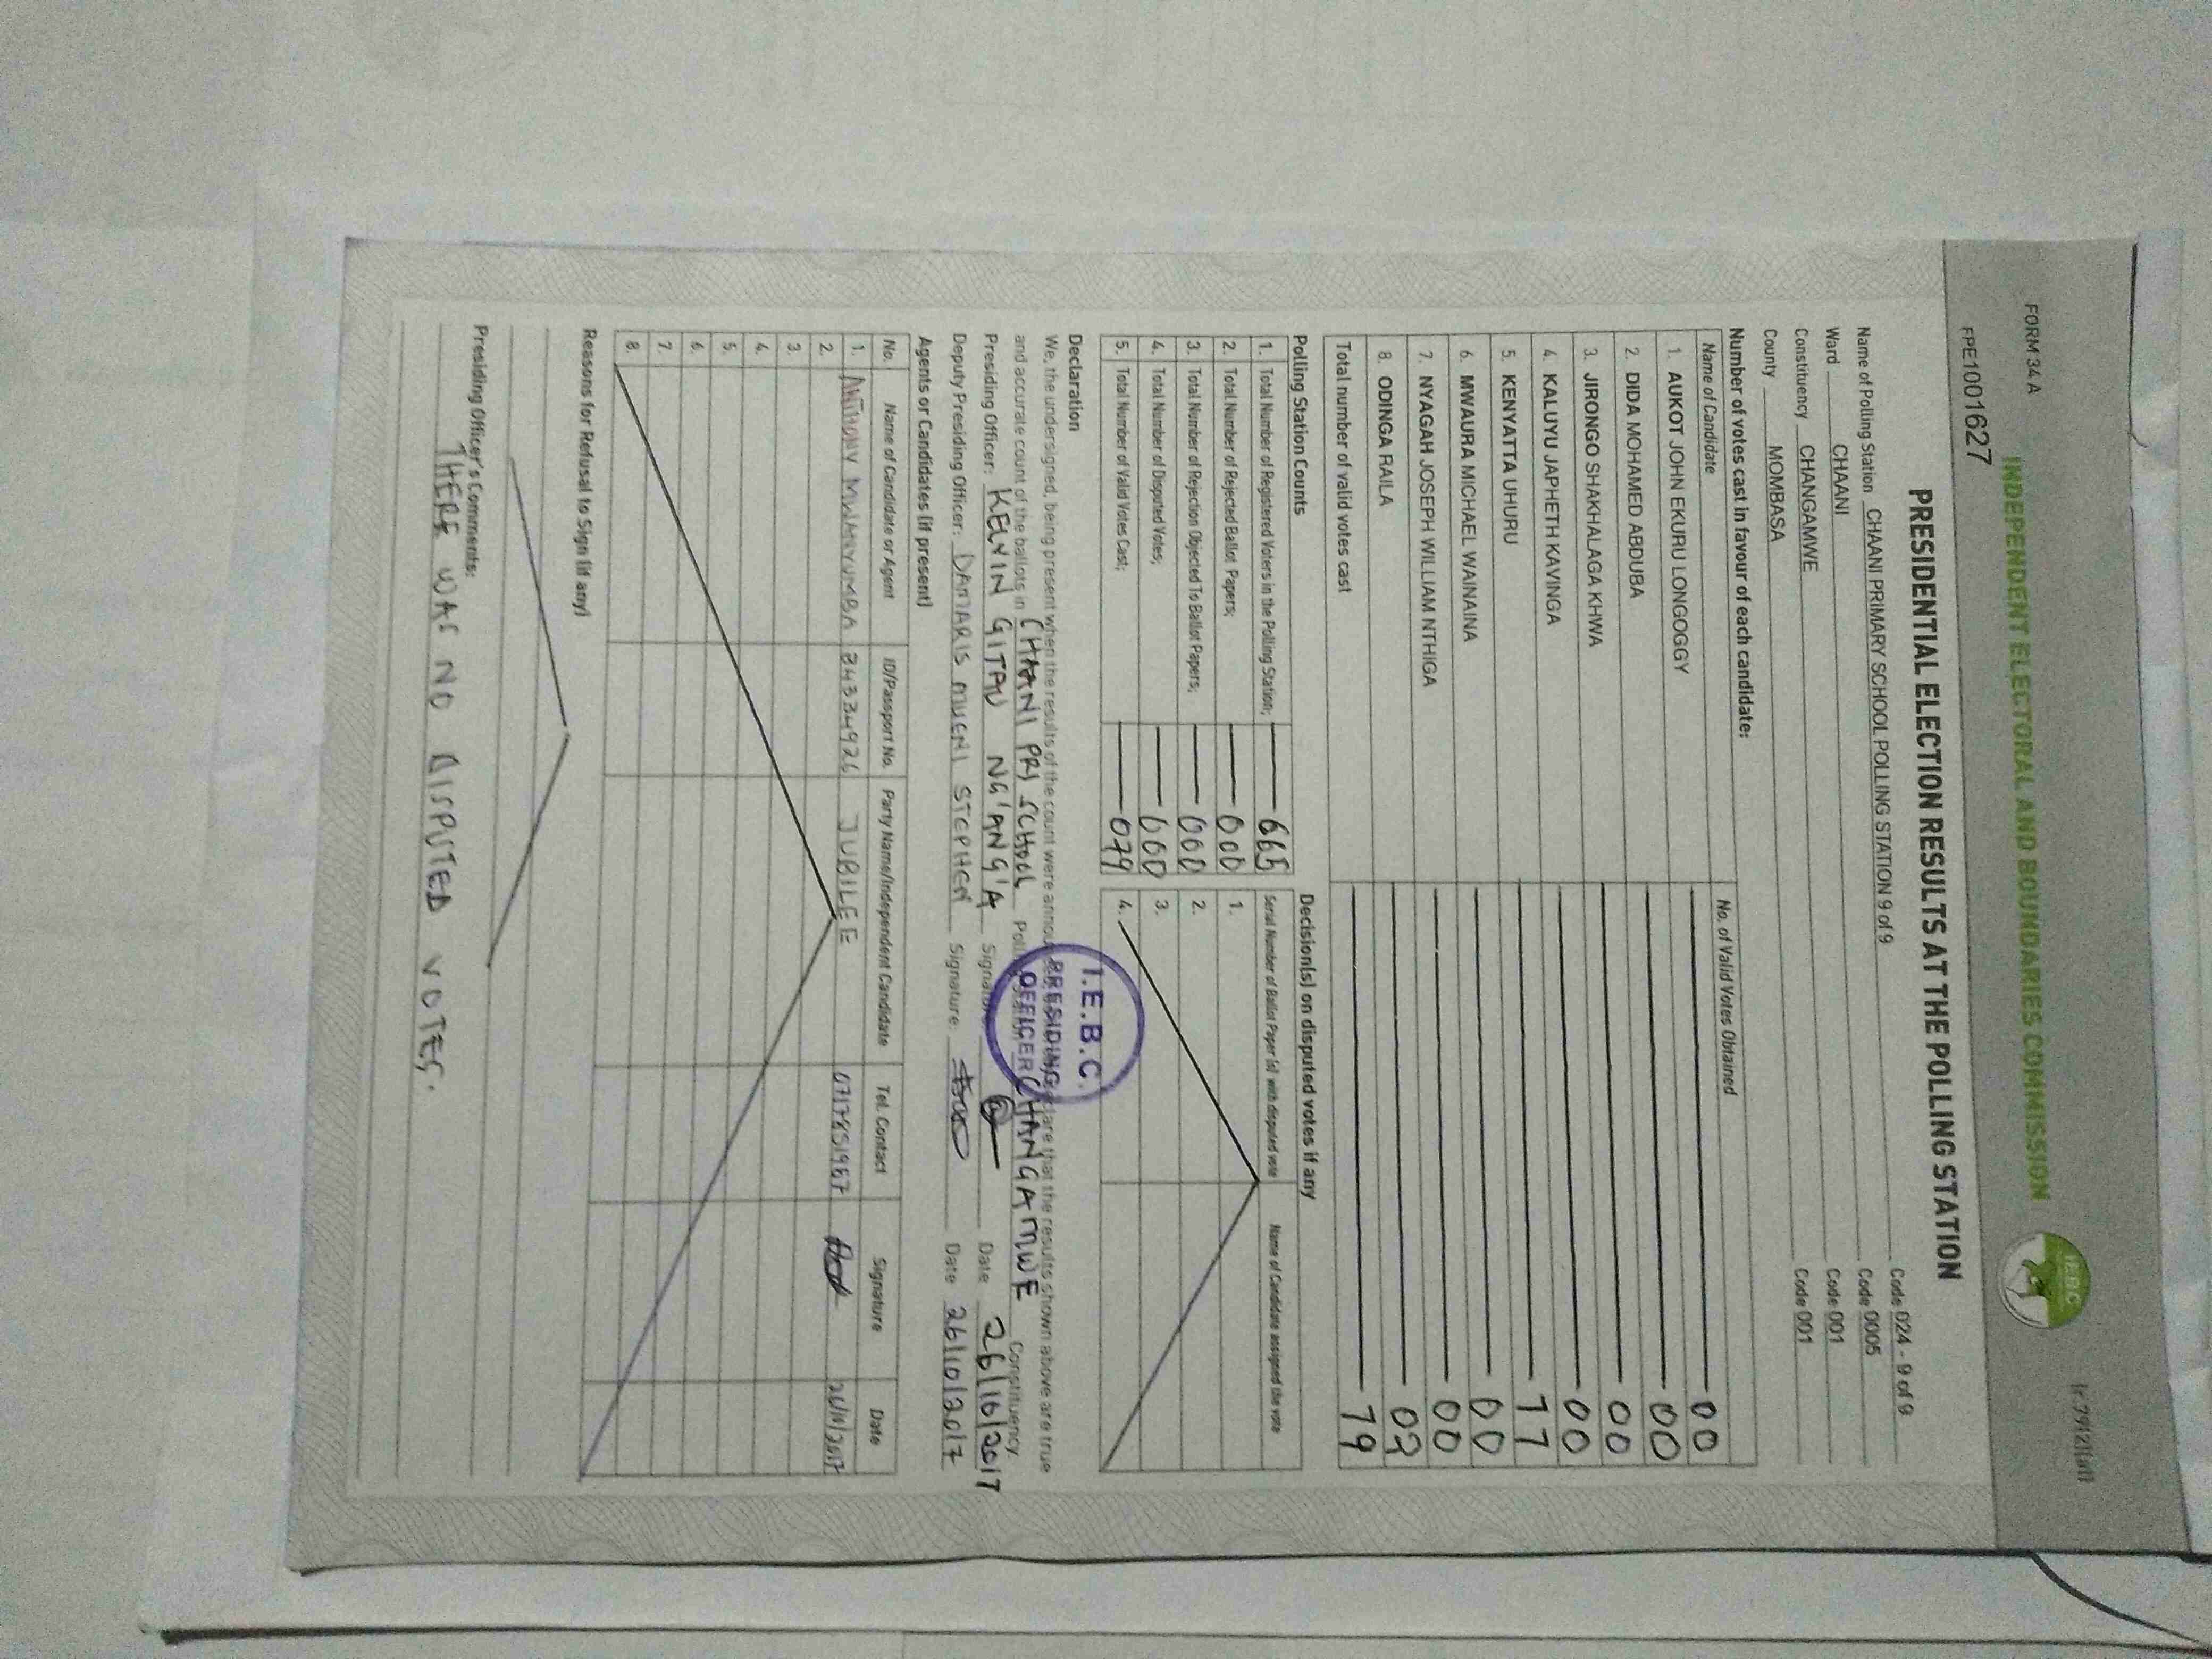 FORM 34 A
INDEPENDENT ELECTORAL AND BOUNDARIES COMMISSION
I.E.B.C
(r.79(2)(a))
FPE1001627
PRESIDENTIAL ELECTION RESULTS AT THE POLLING STATION
Name of Polling Station CHAANI PRIMARY SCHOOL POLLING STATION 9 of 9 Code 024 - 9 of 9
Ward CHAANI Code 0005
Constituency CHANGAMWE Code 001
County MOMBASA Code 001
Number of votes cast in favour of each candidate:
Name of Candidate No. of Valid Votes Obtained
1. AUKOT JOHN EKURU LONGOGGY 00
2. DIDA MOHAMED ABDUBA 00
3. JIRONGO SHAKHALAGA KHWA 00
4. KALUYU JAPHETH KAVINGA 00
5. KENYATTA UHURU 77
6. MWAURA MICHAEL WAINAINA 00
7. NYAGAH JOSEPH WILLIAM NTHIGA 00
8. ODINGA RAILA 02
Total number of valid votes cast 79
Polling Station Counts
1. Total Number of Registered Voters in the Polling Station; 665
2. Total Number of Rejected Ballot Papers; 000
3. Total Number of Rejection Objected To Ballot Papers; 000
4. Total Number of Disputed Votes; 000
5. Total Number of Valid Votes Cast; 079
Decision(s) on disputed votes if any
Serial Number of Ballot Paper (s) with disputed vote Name of Candidate assigned the vote
1.
2.
3.
4.
Declaration
We, the undersigned, being present when the results of the count were declare that the results shown above are true
and accurate count of the ballots in CHAANI PRI SCHOOL CHANGAMWE Constituency.
Presiding Officer: KELVIN GITAU NG'ANG'A Signature Date 26/10/2017
Deputy Presiding Officer: DAMARIS MUENI STEPHEN Signature. Date 26/10/2017
I.E.B.C.
PRESIDING
OFFICER
Agents or Candidates (if present)
No. Name of Candidate or Agent ID/Passport No. Party Name/Independent Candidate Tel. Contact Signature Date
1. ANTHONY MWANYUMBA 24334926 JUBILEE 0717851967 26/10/2017
2.
3.
4.
5.
6.
7.
8.
Reasons for Refusal to Sign (if any)
Presiding Officer's Comments:
THERE WAS NO DISPUTED VOTES.